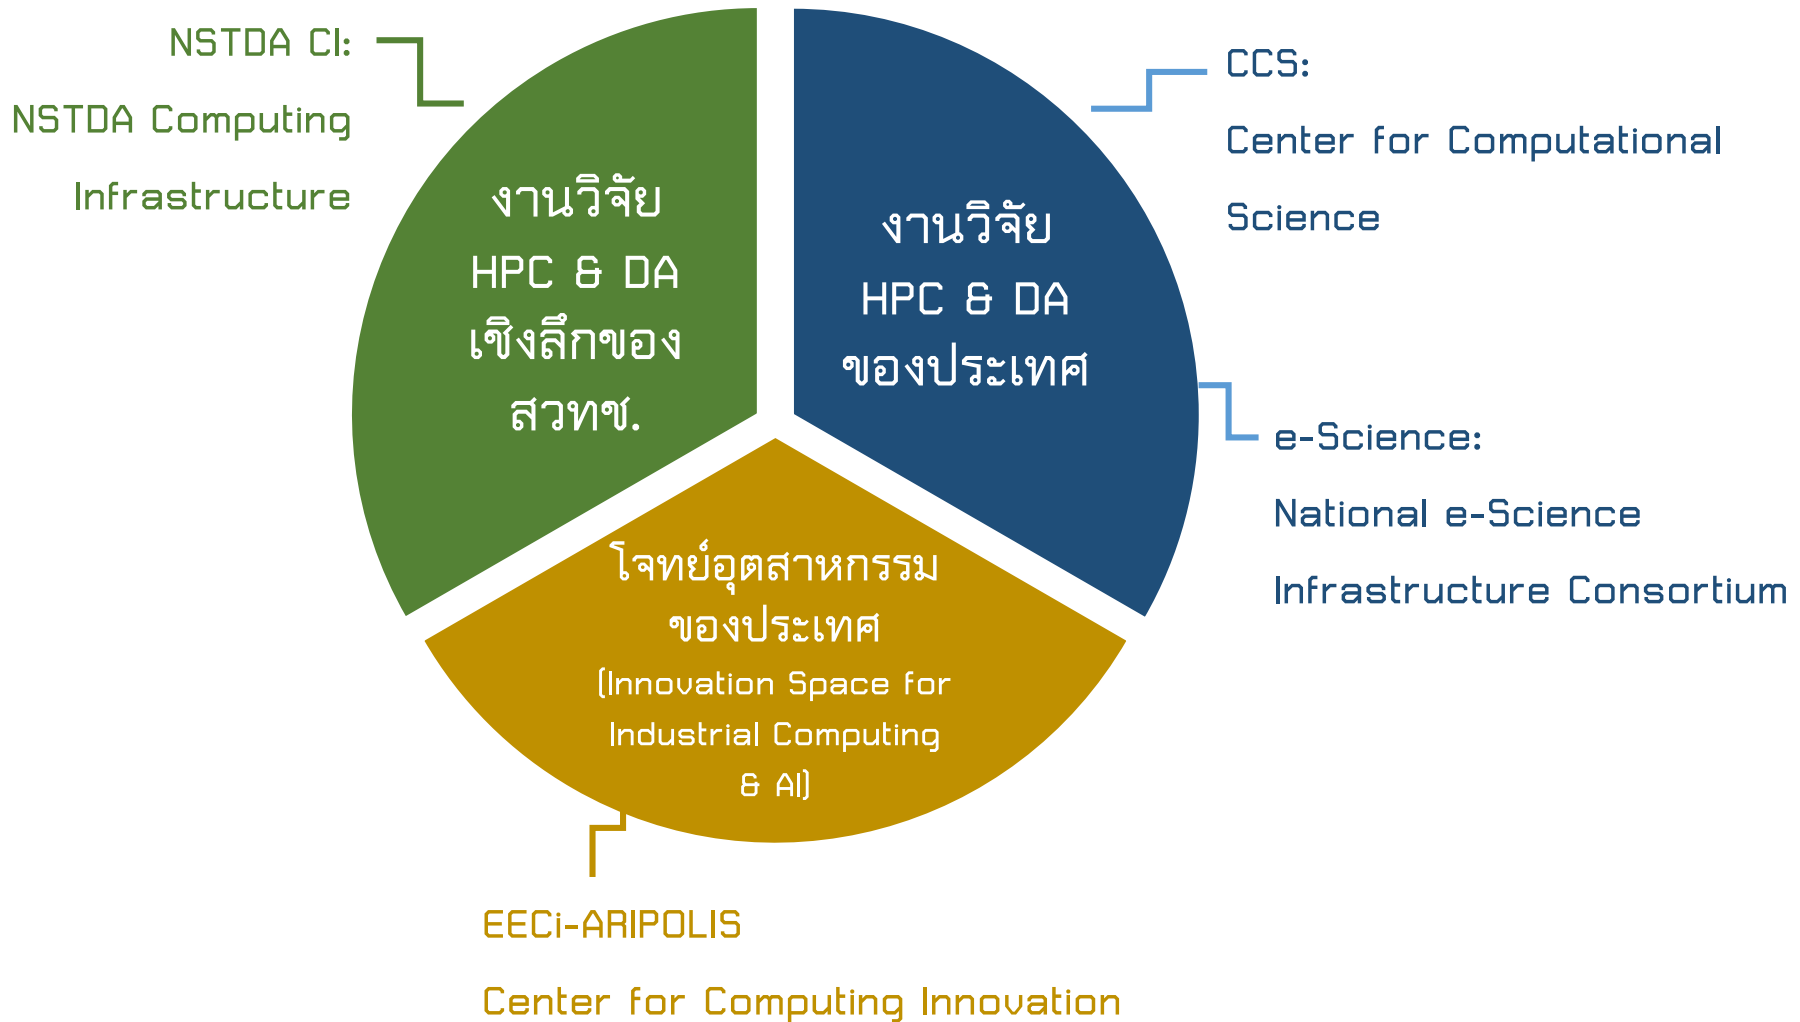 NSTDA CI:
NSTDA Computing
Infrastructure
งานวิจัย
HPC & DA
เชิงลึกของ
สวทช.
งานวิจัย
HPC & DA
ของประเทศ
CCS:
Center for Computational
Science
e-Science:
National e-Science
Infrastructure Consortium
โจทย์อุตสาหกรรม
ของประเทศ
(Innovation Space for
Industrial Computing
& AI)
EECi-ARIPOLIS
Center for Computing Innovation